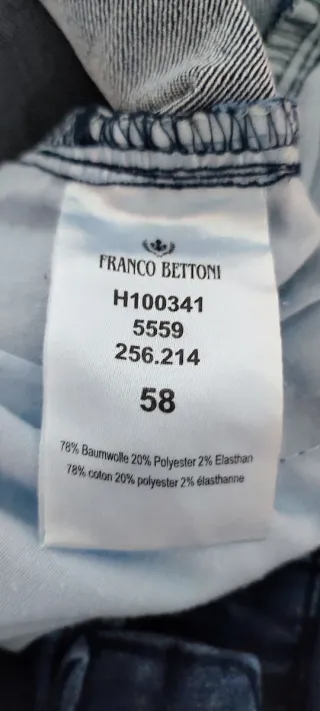 FRANCO BETTONI
H100341
5559
256.214
58
78% Baumwolle 20% Polyester 2% Elasthan
78% coton 20% polyester 2% élasthanne